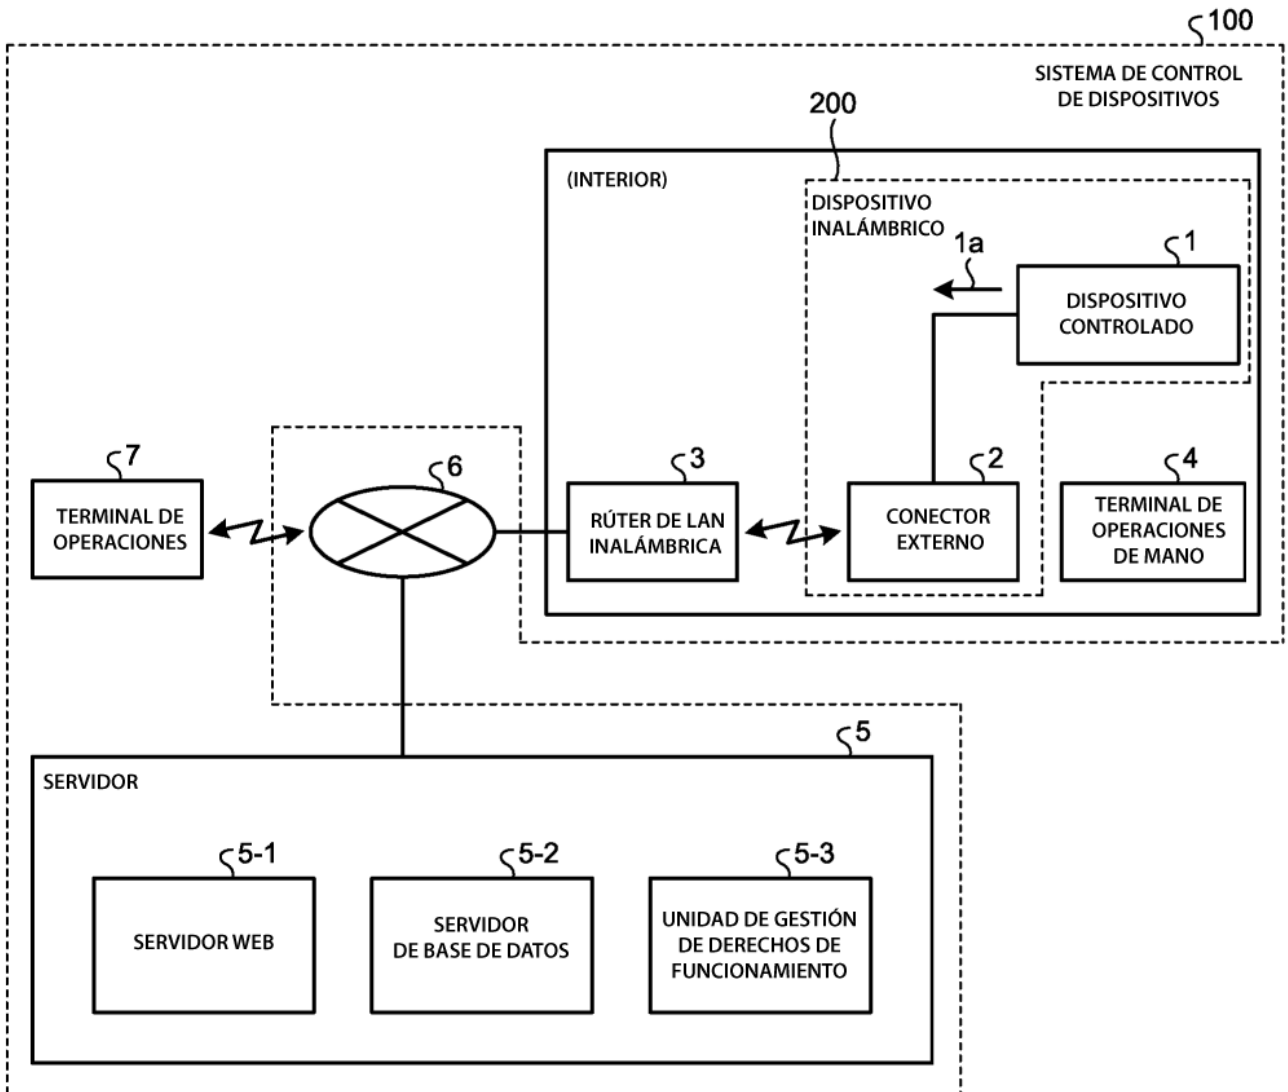 100
SISTEMA DE CONTROL
DE DISPOSITIVOS
200
(INTERIOR)
DISPOSITIVO
INALÁMBRICO
1a
1
DISPOSITIVO
CONTROLADO
7
TERMINAL DE
OPERACIONES
6
3
RÚTER DE LAN
INALÁMBRICA
2
CONECTOR
EXTERNO
4
TERMINAL DE
OPERACIONES
DE MANO
5
SERVIDOR
5-1
SERVIDOR WEB
5-2
SERVIDOR
DE BASE DE DATOS
5-3
UNIDAD DE GESTIÓN
DE DERECHOS DE
FUNCIONAMIENTO